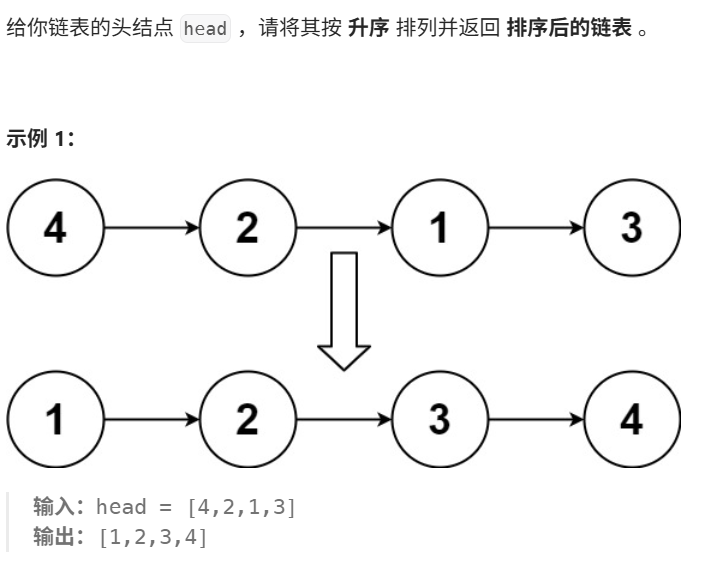 给你链表的头结点 head ，请将其按 升序 排列并返回 排序后的链表 。
示例 1：
4 2 1 3
1 2 3 4
输入：head = [4,2,1,3]
输出：[1,2,3,4]